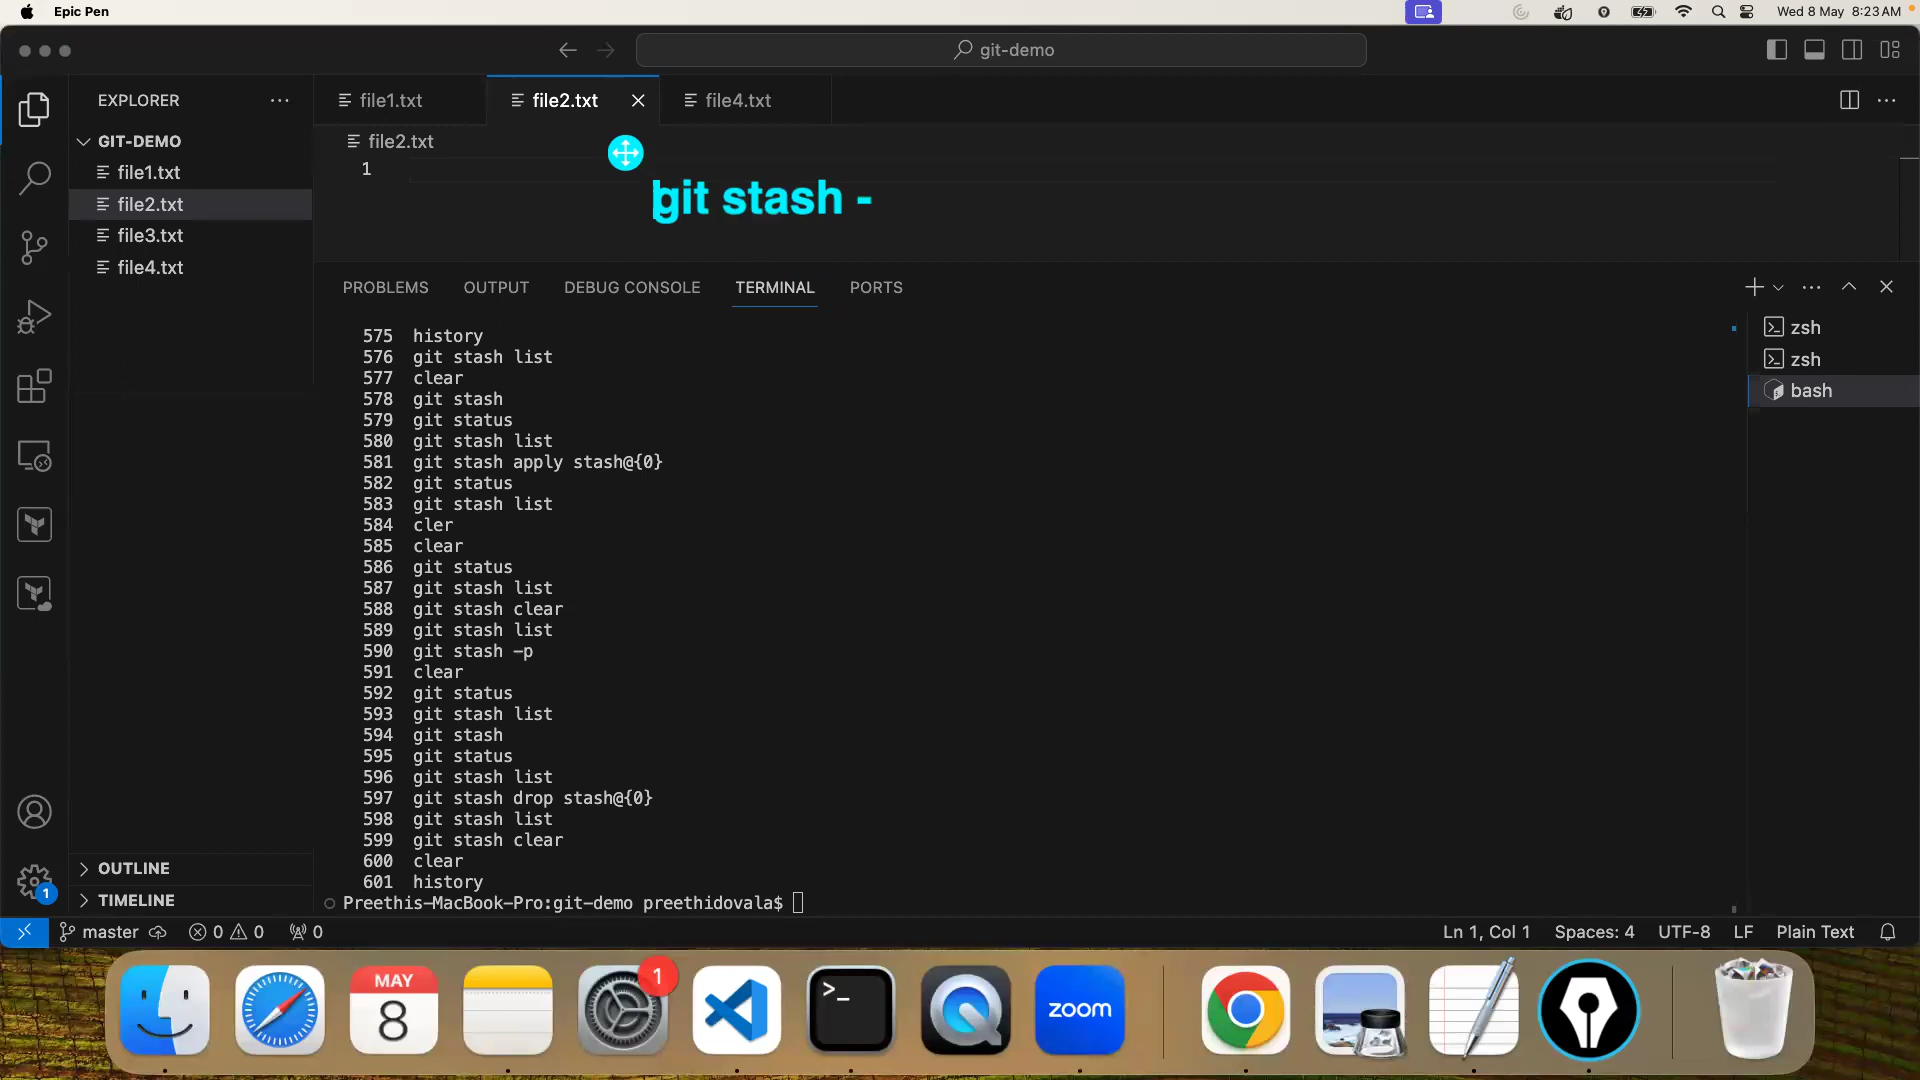 Epic Pen
Wed 8 May 8:23 AM
git-demo
EXPLORER
file1.txt
file2.txt
file4.txt
GIT-DEMO
file1.txt
file2.txt
file3.txt
file4.txt
file2.txt
1
git stash -
PROBLEMS
OUTPUT
DEBUG CONSOLE
TERMINAL
PORTS
575 history
576 git stash list
577 clear
578 git stash
579 git status
580 git stash list
581 git stash apply stash@{0}
582 git status
583 git stash list
584 cler
585 clear
586 git status
587 git stash list
588 git stash clear
589 git stash list
590 git stash -p
591 clear
592 git status
593 git stash list
594 git stash
595 git status
596 git stash list
597 git stash drop stash@{0}
598 git stash list
599 git stash clear
600 clear
601 history
Preethis-MacBook-Pro:git-demo preethidovala$
zsh
zsh
bash
OUTLINE
TIMELINE
1
master
0 0 0
Ln 1, Col 1
Spaces: 4
UTF-8
LF
Plain Text
MAY
8
1
>_
zoom